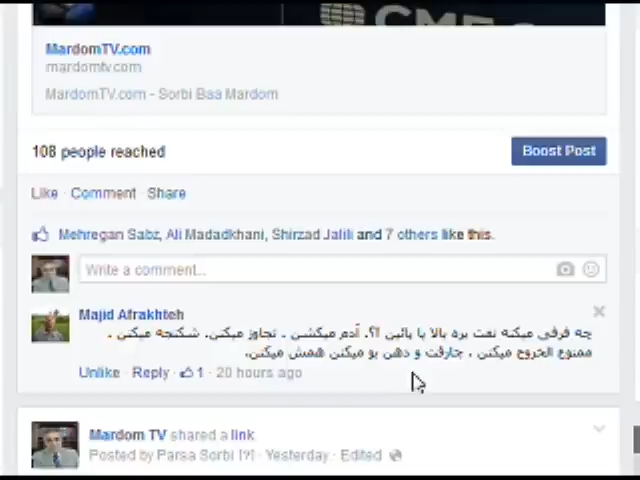 CME
MardomTV.com
mardomtv.com
MardomTV.com - Sorbi Baa Mardom
108 people reached
Boost Post
Like · Comment · Share
Mehregan Sabz, Ali Madadkhani, Shirzad Jalili and 7 others like this.
Write a comment...
Majid Afrakhteh
چه فرقی میکنه نفت بره بالا یا پائین ؟!. آدم میکشن . تجاوز میکنن. شکنجه میکنن .
ممنوع الخروج میکنن . جارفت و دهن بو میکنن همش میکنن.
Unlike · Reply · 1 · 20 hours ago
Mardom TV shared a link
Posted by Parsa Sorbi [?] · Yesterday · Edited